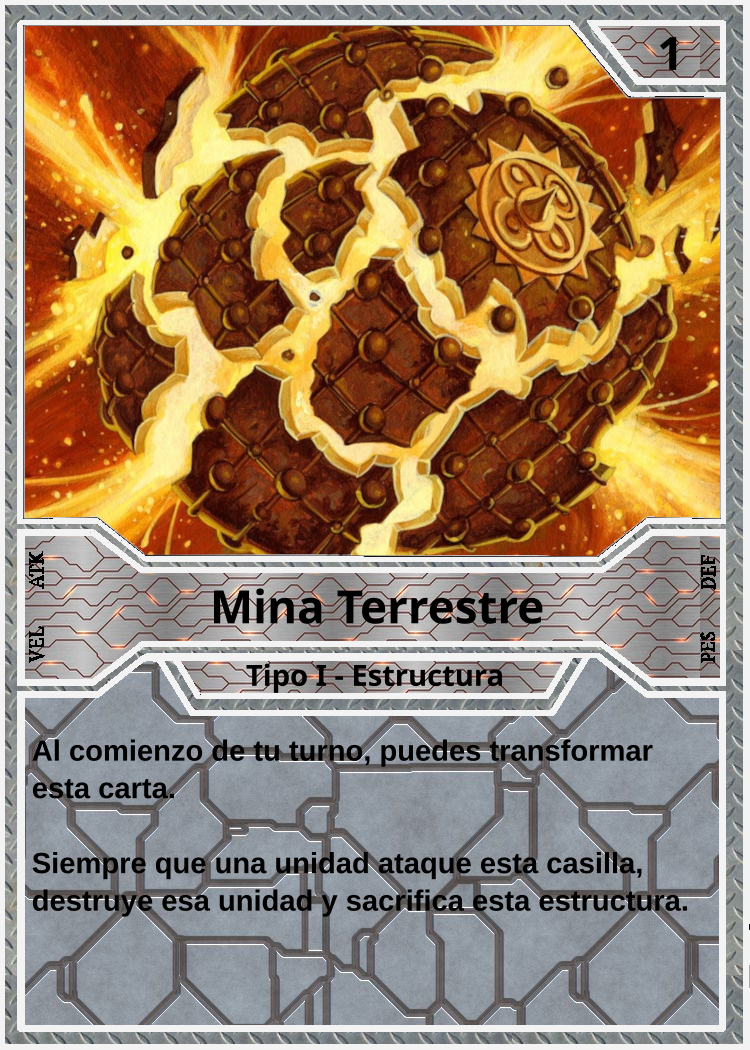 1
ATK
DEF
Mina Terrestre
VEL
PES
Tipo I - Estructura
Al comienzo de tu turno, puedes transformar
esta carta.
Siempre que una unidad ataque esta casilla,
destruye esa unidad y sacrifica esta estructura.